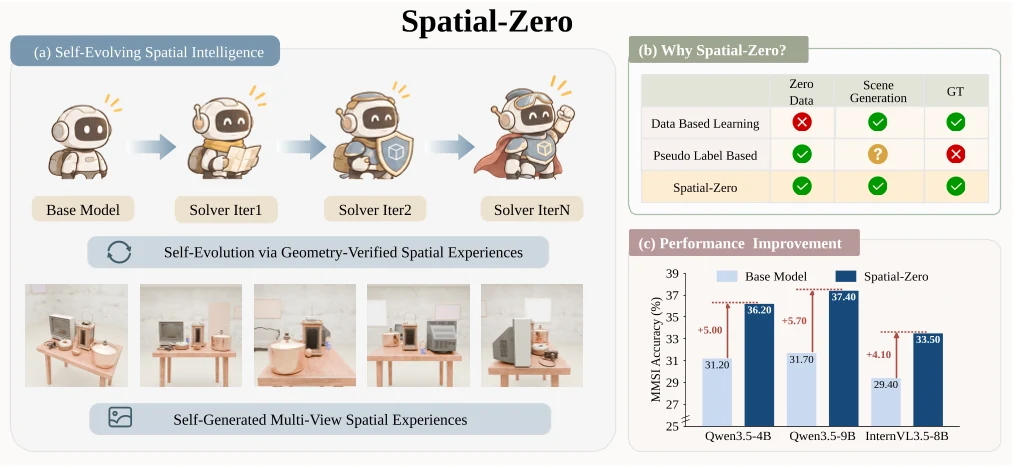 Spatial-Zero
(a) Self-Evolving Spatial Intelligence
Base Model
Solver Iter1
Solver Iter2
Solver IterN
Self-Evolution via Geometry-Verified Spatial Experiences
Self-Generated Multi-View Spatial Experiences
(b) Why Spatial-Zero?
Zero Data
Scene Generation
GT
Data Based Learning
Pseudo Label Based
?
Spatial-Zero
(c) Performance Improvement
Base Model
Spatial-Zero
MMSI Accuracy (%)
39
37
35
33
31
29
27
25
+5.00
31.20
36.20
+5.70
31.70
37.40
+4.10
29.40
33.50
Qwen3.5-4B
Qwen3.5-9B
InternVL3.5-8B